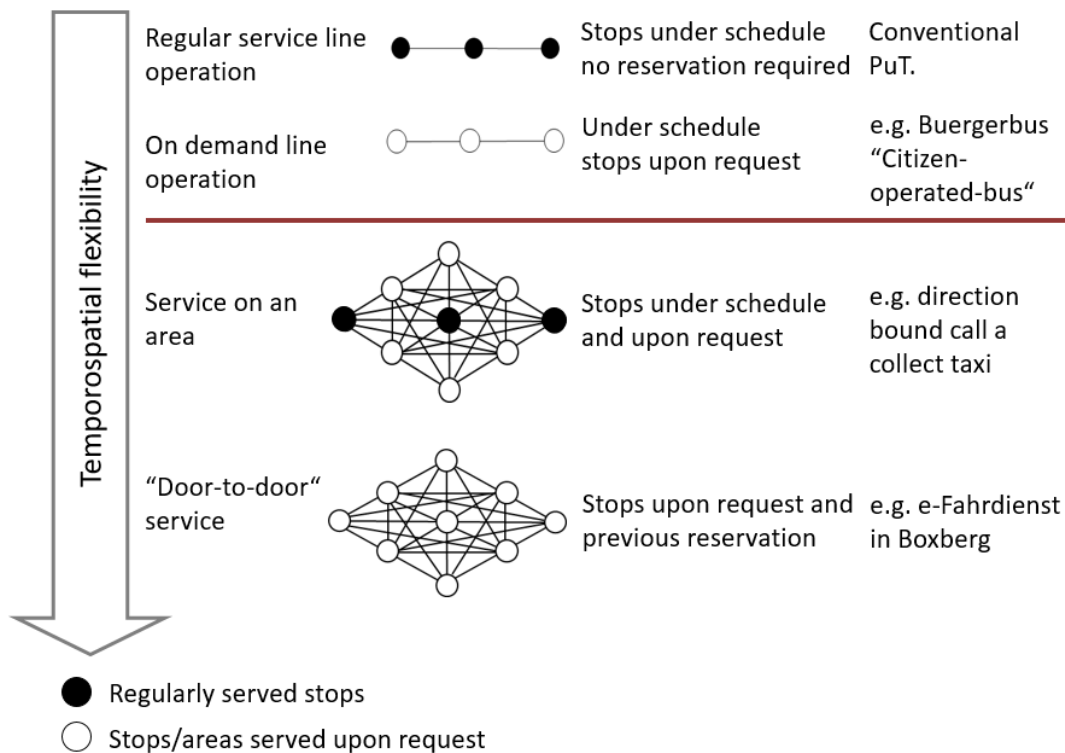 Temporospatial flexibility
Regular service line
operation
Stops under schedule
no reservation required
Conventional
PuT.
On demand line
operation
Under schedule
stops upon request
e.g. Buergerbus
“Citizen-
operated-bus“
Service on an
area
Stops under schedule
and upon request
e.g. direction
bound call a
collect taxi
“Door-to-door“
service
Stops upon request and
previous reservation
e.g. e-Fahrdienst
in Boxberg
Regularly served stops
Stops/areas served upon request